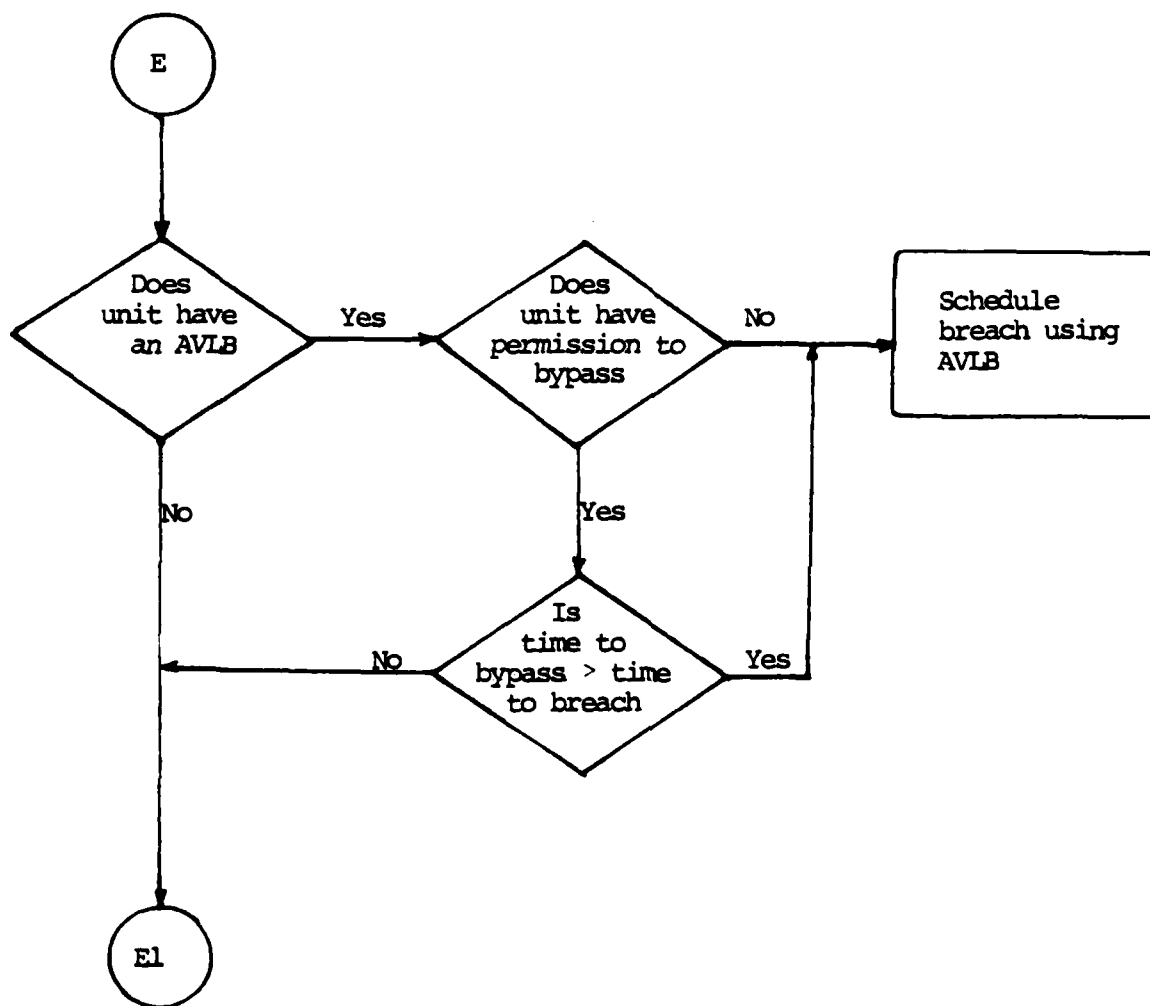 E
Does
unit have
an AVLB
Yes
Does
unit have
permission to
bypass
No
Schedule
breach using
AVLB
No
Yes
Is
time to
bypass > time
to breach
No
Yes
E1